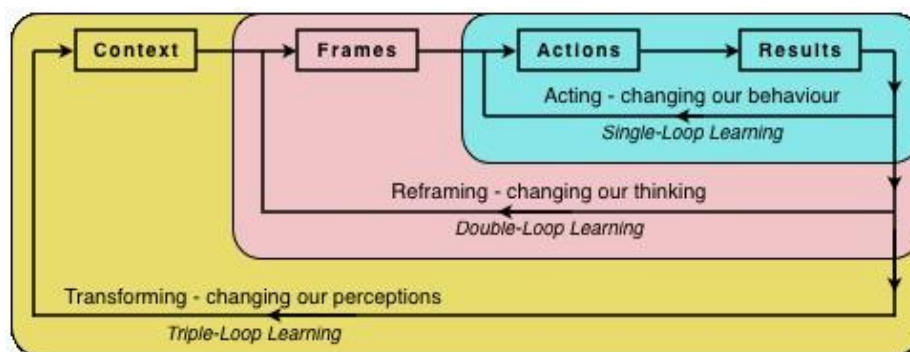 Context Frames Actions Results
Acting - changing our behaviour
Single-Loop Learning
Reframing - changing our thinking
Double-Loop Learning
Transforming - changing our perceptions
Triple-Loop Learning